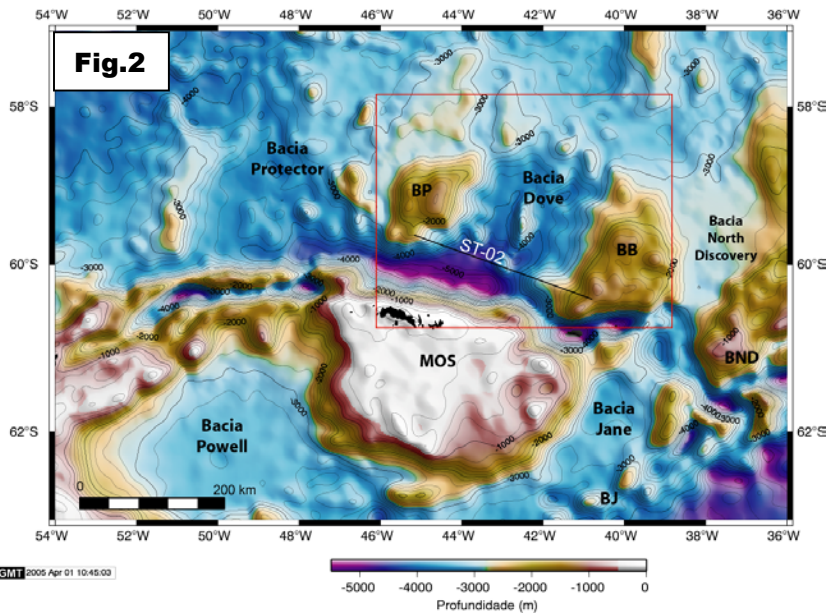 54°W 52°W 50°W 48°W 46°W 44°W 42°W 40°W 38°W 36°W
Fig.2
58°S
58°S
Bacia
Protector
BP
Bacia
Dove
ST-02
BB
Bacia
North
Discovery
60°S
60°S
MOS
BND
Bacia
Powell
Bacia
Jane
62°S
62°S
BJ
0 200 km
54°W 52°W 50°W 48°W 46°W 44°W 42°W 40°W 38°W 36°W
GMT 2005 Apr 01 10:45:03
-5000 -4000 -3000 -2000 -1000 0
Profundidade (m)